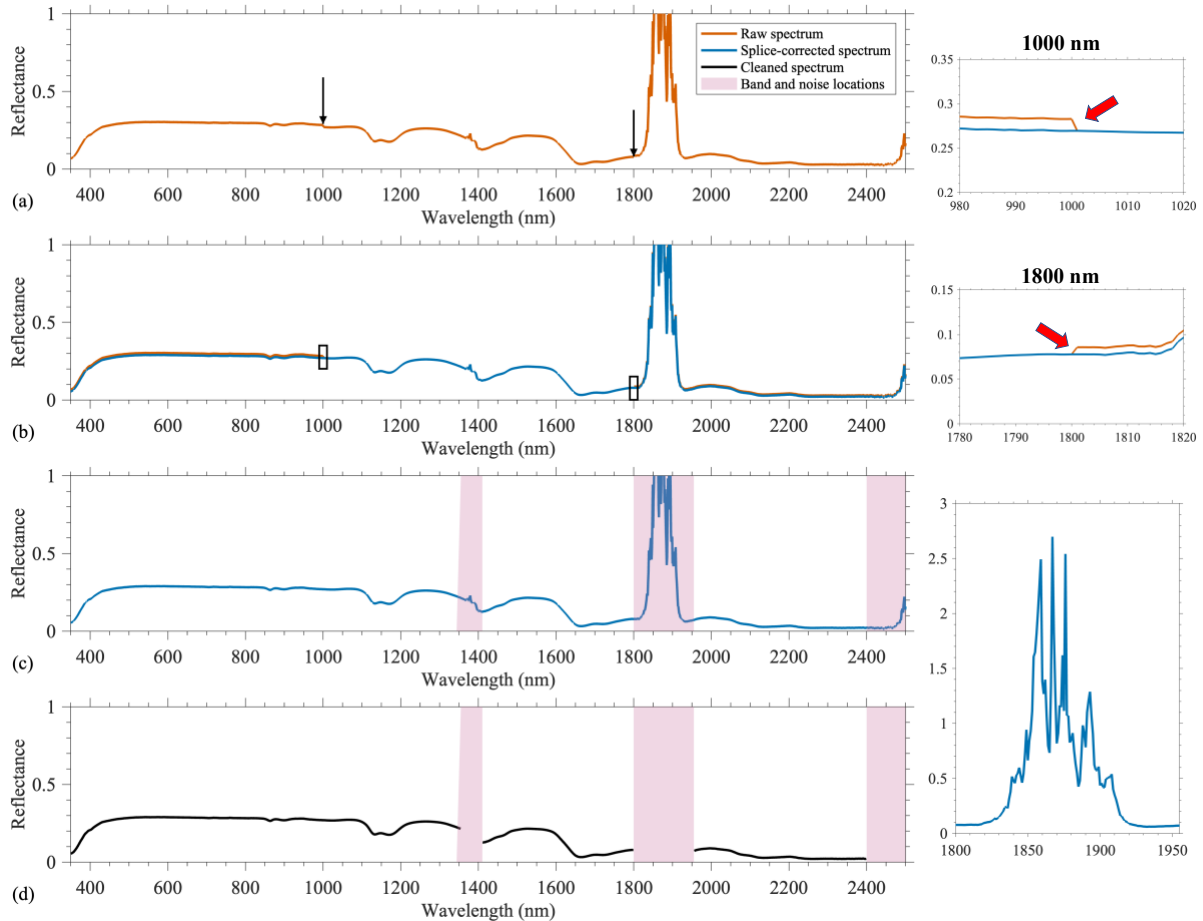 1
0.5
0
Reflectance
Raw spectrum
Splice-corrected spectrum
Cleaned spectrum
Band and noise locations
400 600 800 1000 1200 1400 1600 1800 2000 2200 2400
Wavelength (nm)
(a)
1000 nm
0.35
0.3
0.25
0.2
980 990 1000 1010 1020
1
0.5
0
Reflectance
400 600 800 1000 1200 1400 1600 1800 2000 2200 2400
Wavelength (nm)
(b)
1800 nm
0.15
0.1
0.05
0
1780 1790 1800 1810 1820
1
0.5
0
Reflectance
400 600 800 1000 1200 1400 1600 1800 2000 2200 2400
Wavelength (nm)
(c)
1
0.5
0
Reflectance
400 600 800 1000 1200 1400 1600 1800 2000 2200 2400
Wavelength (nm)
(d)
3
2.5
2
1.5
1
0.5
0
1800 1850 1900 1950